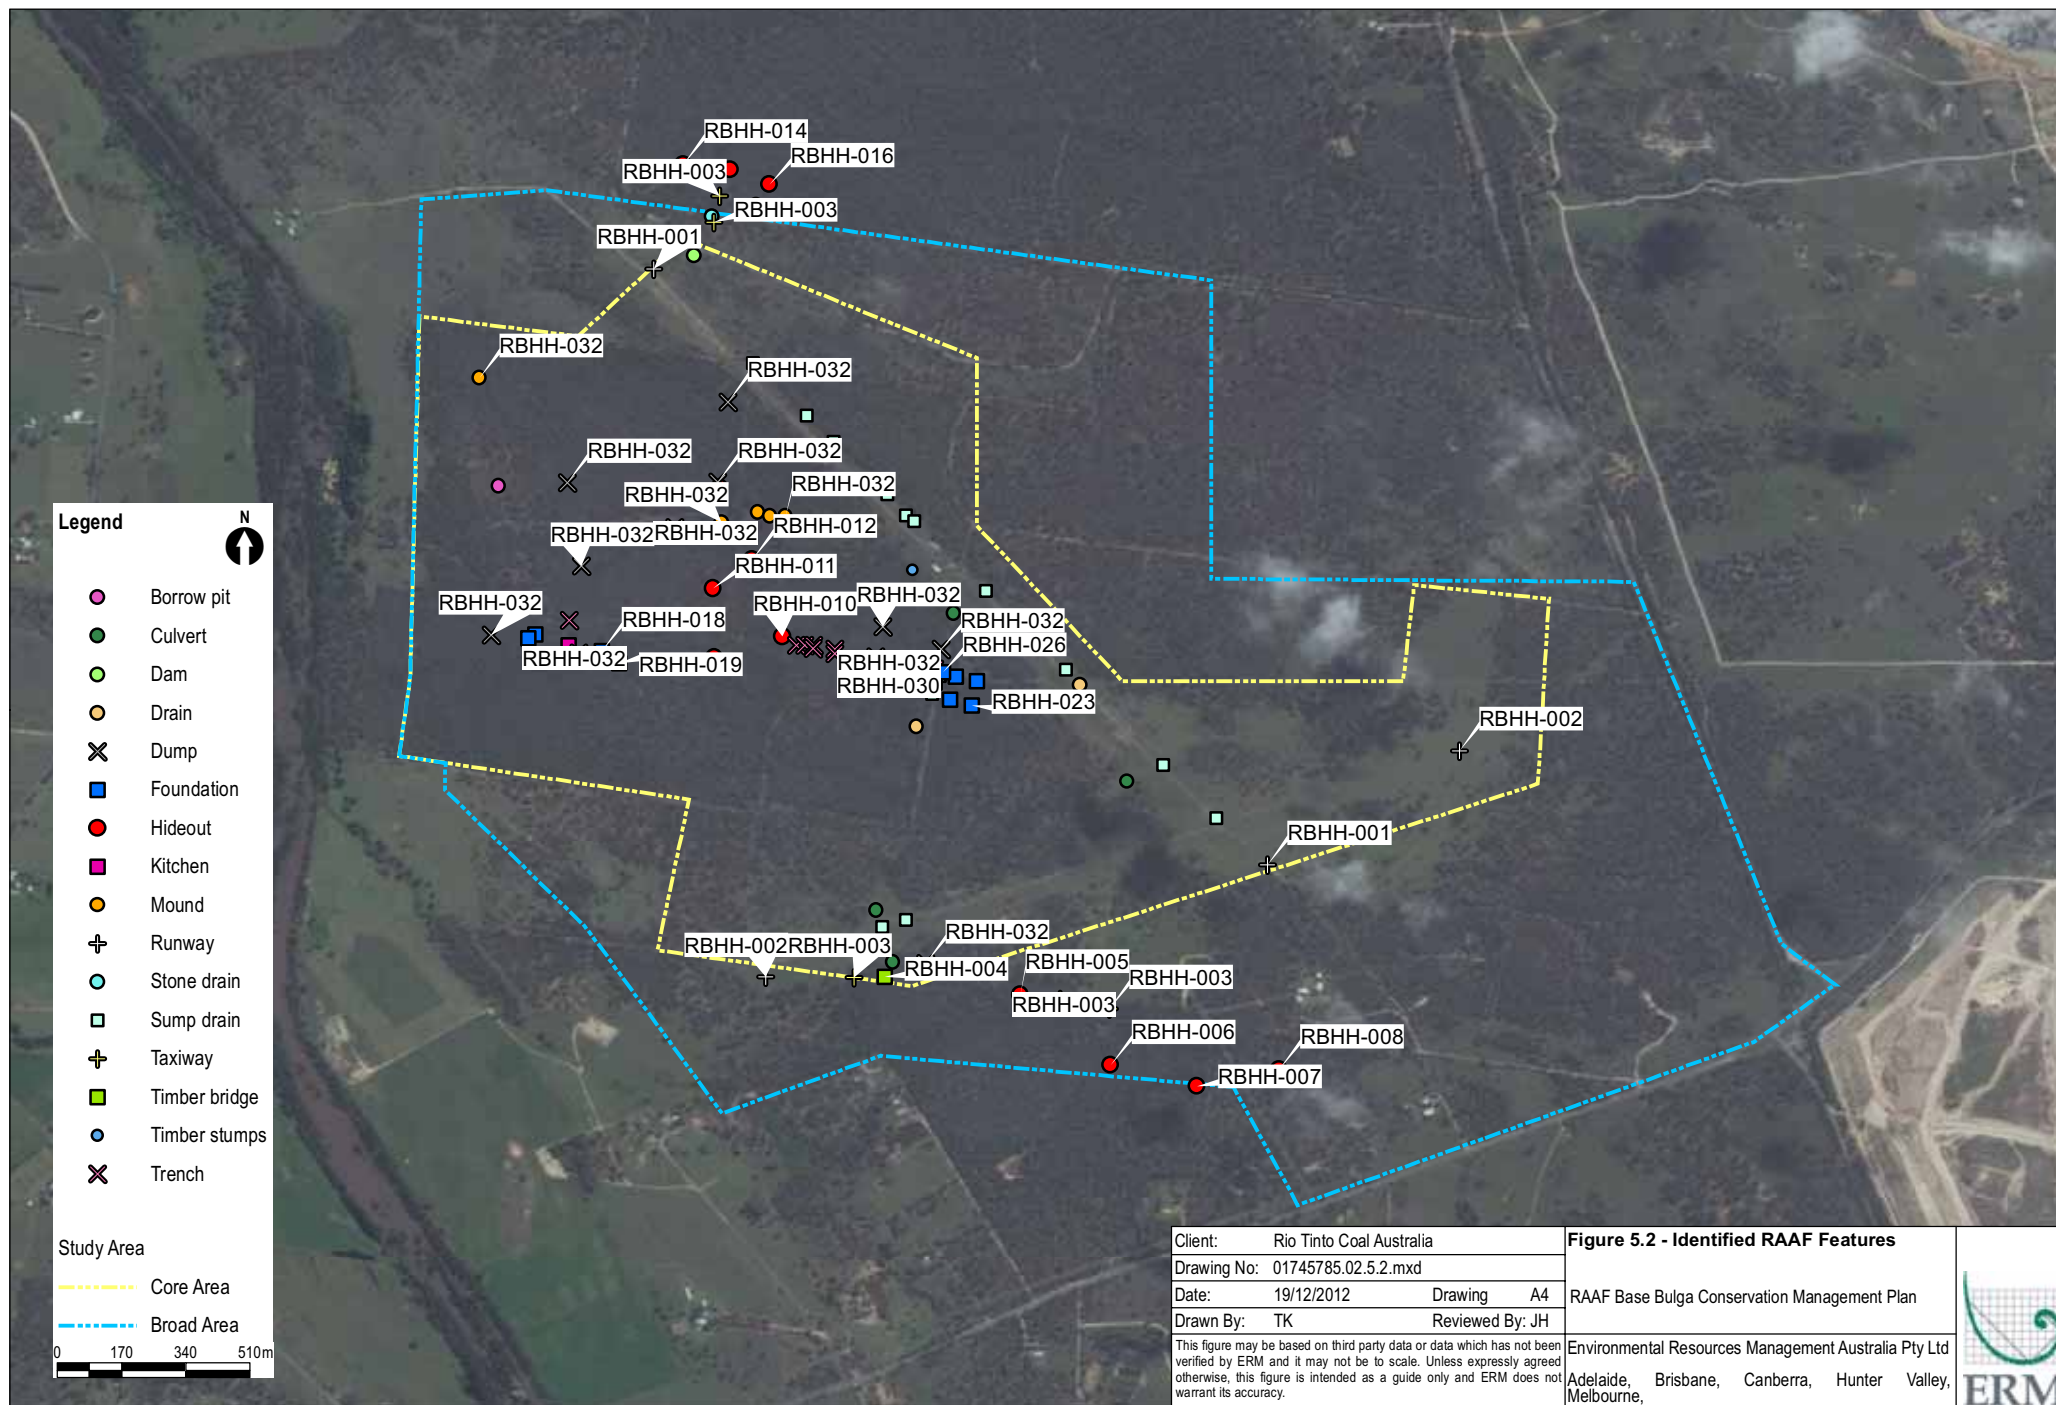 RBHH-014
RBHH-016
RBHH-003
RBHH-003
RBHH-001
RBHH-032
RBHH-032
RBHH-032
RBHH-032
RBHH-032
RBHH-032
RBHH-012
RBHH-032
RBHH-032
RBHH-011
RBHH-032
RBHH-010
RBHH-032
RBHH-018
RBHH-032
RBHH-026
RBHH-032
RBHH-019
RBHH-032
RBHH-030
RBHH-023
RBHH-002
RBHH-001
RBHH-032
RBHH-002
RBHH-003
RBHH-004
RBHH-005
RBHH-003
RBHH-003
RBHH-006
RBHH-008
RBHH-007
Legend
N
Borrow pit
Culvert
Dam
Drain
Dump
Foundation
Hideout
Kitchen
Mound
Runway
Stone drain
Sump drain
Taxiway
Timber bridge
Timber stumps
Trench
Study Area
Core Area
Broad Area
0 170 340 510m
Client: Rio Tinto Coal Australia
Drawing No: 01745785.02.5.2.mxd
Date: 19/12/2012 Drawing A4
Drawn By: TK Reviewed By: JH
This figure may be based on third party data or data which has not been
verified by ERM and it may not be to scale. Unless expressly agreed
otherwise, this figure is intended as a guide only and ERM does not
warrant its accuracy.
Figure 5.2 - Identified RAAF Features
RAAF Base Bulga Conservation Management Plan
Environmental Resources Management Australia Pty Ltd
Adelaide, Brisbane, Canberra, Hunter Valley,
Melbourne,
ERM